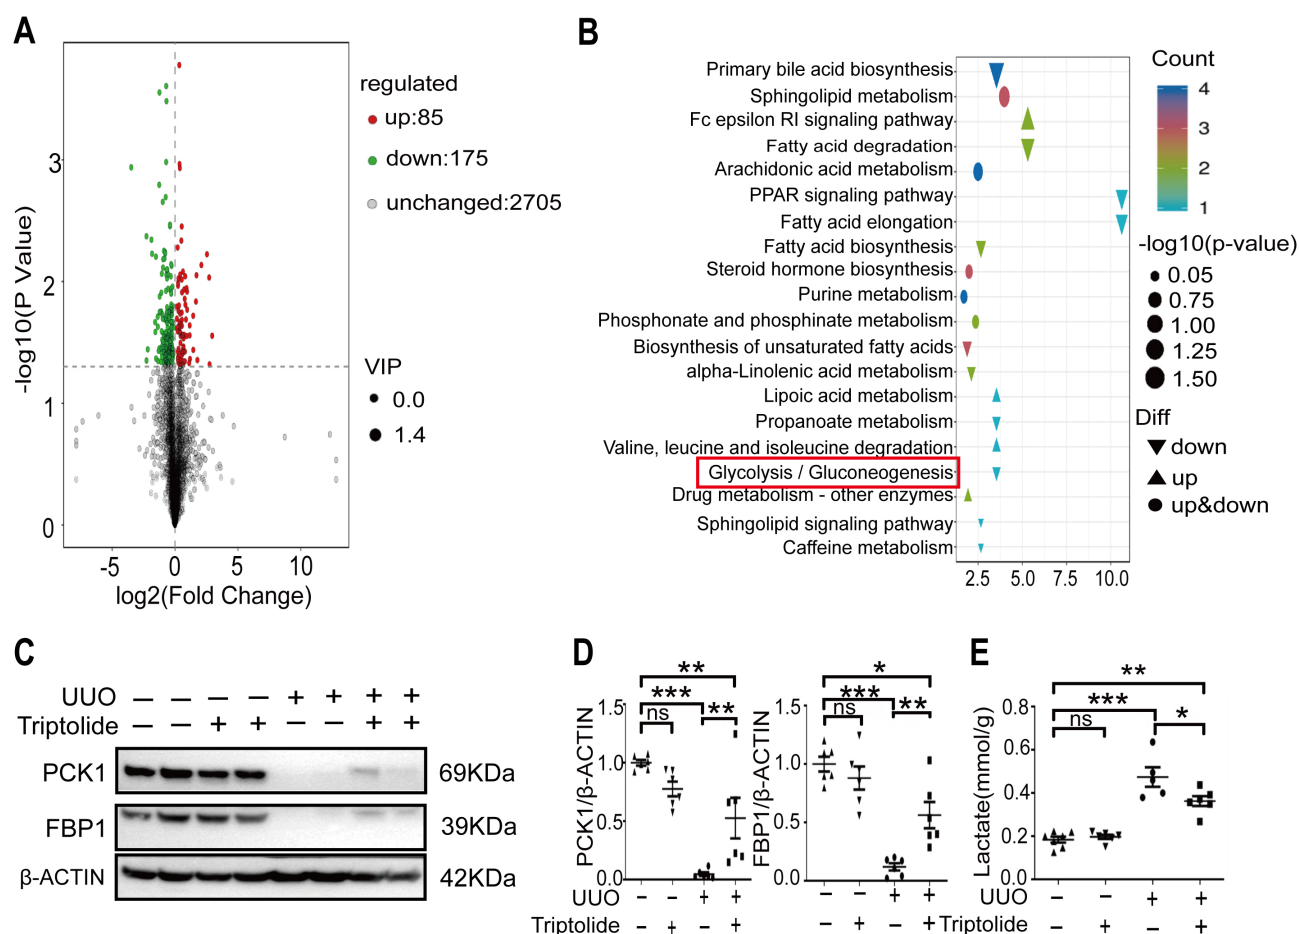 A
-log10(P Value)
3
2
1
0
-5 0 5 10
log2(Fold Change)
regulated
up:85
down:175
unchanged:2705
VIP
0.0
1.4
B
Primary bile acid biosynthesis
Sphingolipid metabolism
Fc epsilon RI signaling pathway
Fatty acid degradation
Arachidonic acid metabolism
PPAR signaling pathway
Fatty acid elongation
Fatty acid biosynthesis
Steroid hormone biosynthesis
Purine metabolism
Phosphonate and phosphinate metabolism
Biosynthesis of unsaturated fatty acids
alpha-Linolenic acid metabolism
Lipoic acid metabolism
Propanoate metabolism
Valine, leucine and isoleucine degradation
Glycolysis / Gluconeogenesis
Drug metabolism - other enzymes
Sphingolipid signaling pathway
Caffeine metabolism
2.5 5.0 7.5 10.0
Count
4
3
2
1
-log10(p-value)
0.05
0.75
1.00
1.25
1.50
Diff
down
up
up&down
C
UUO − − − − + + + +
Triptolide − − + + − − + +
PCK1 69KDa
FBP1 39KDa
β-ACTIN 42KDa
D
PCK1/β-ACTIN
1.5
1.0
0.5
0.0
**
***
ns **
UUO − − + +
Triptolide − + − +
FBP1/β-ACTIN
1.5
1.0
0.5
0.0
*
***
ns **
− − + +
− + − +
E
Lactate(mmol/g)
0.8
0.6
0.4
0.2
0.0
**
***
ns *
UUO − − + +
Triptolide − + − +